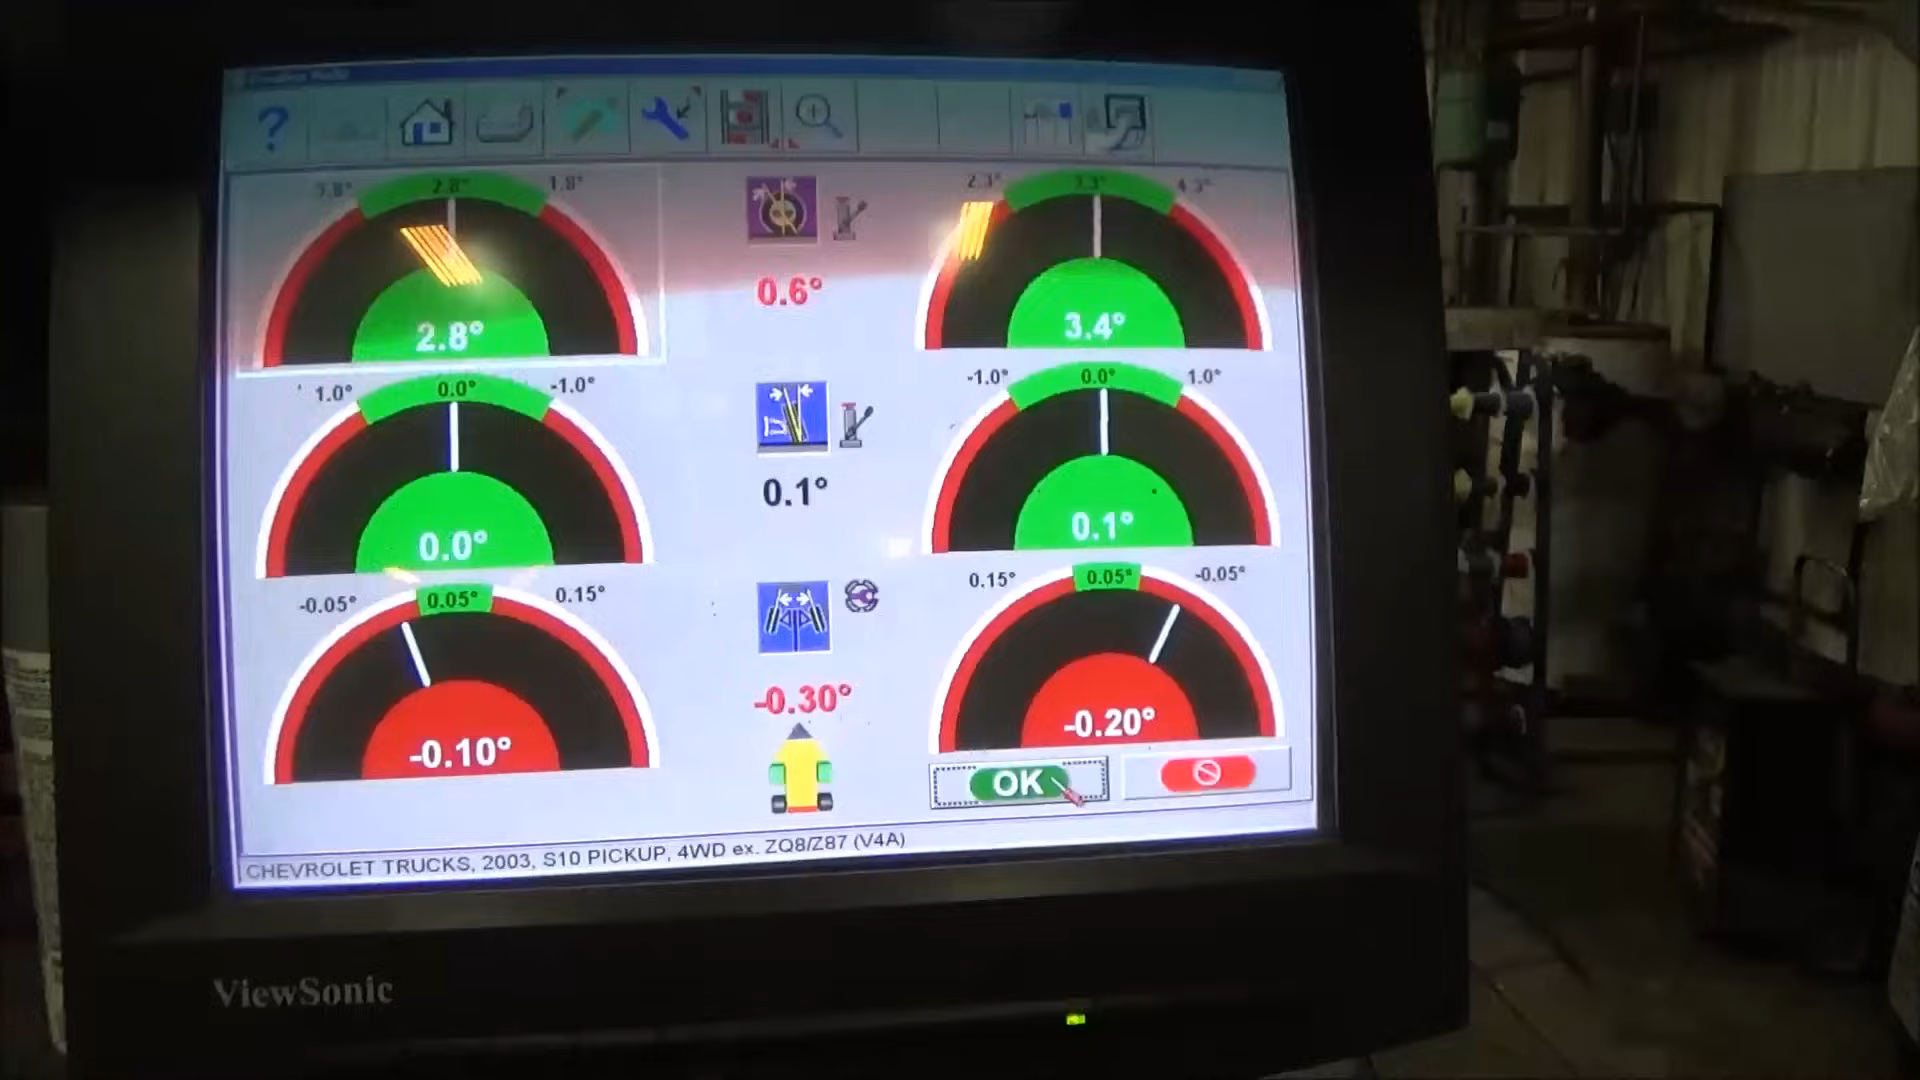 ?
3.8° 2.8° 1.8°
2.3° 3.3° 4.3°
2.8°
0.6°
3.4°
1.0° 0.0° -1.0°
-1.0° 0.0° 1.0°
0.0°
0.1°
0.1°
-0.05° 0.05° 0.15°
0.15° 0.05° -0.05°
-0.10°
-0.30°
-0.20°
OK
CHEVROLET TRUCKS, 2003, S10 PICKUP, 4WD ex. ZQ8/Z87 (V4A)
ViewSonic